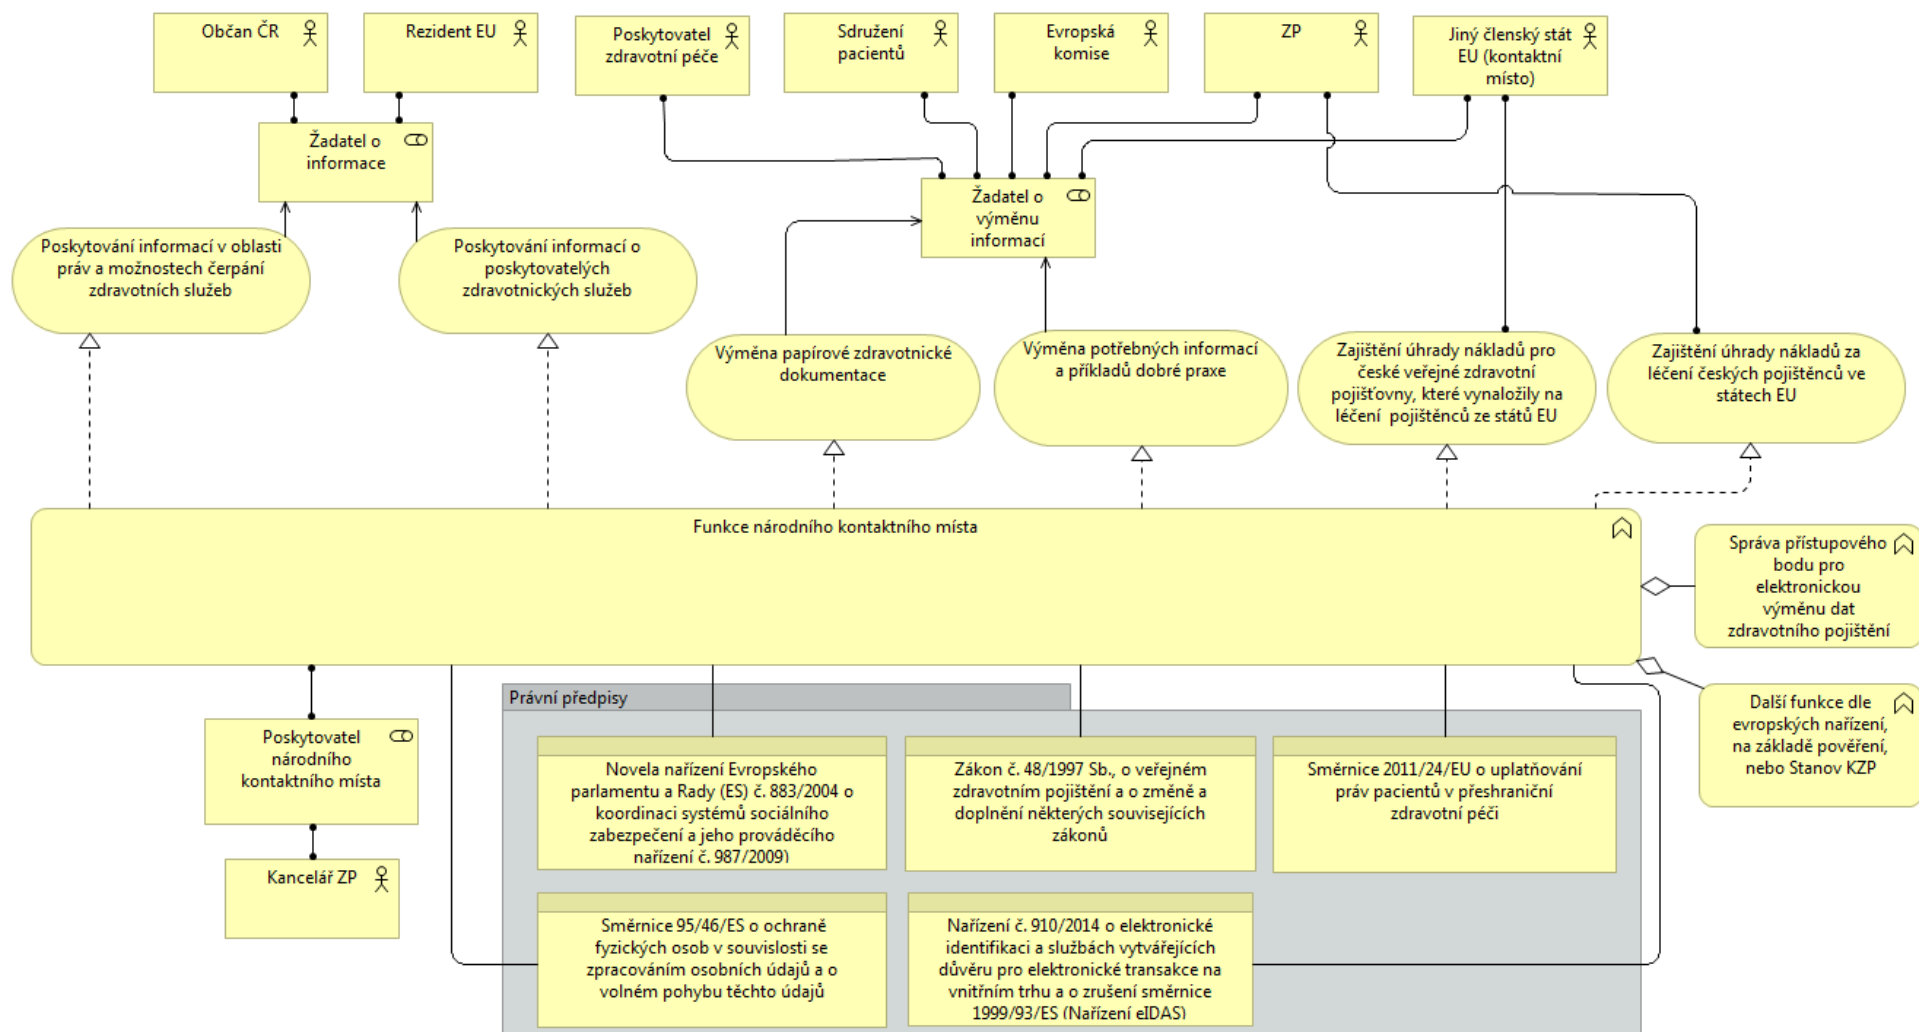 Občan ČR
Rezident EU
Poskytovatel
zdravotní péče
Sdružení
pacientů
Evropská
komise
ZP
Jiný členský stát
EU (kontaktní
místo)
Žadatel o
informace
Žadatel o
výměnu
informací
Poskytování informací v oblasti
práv a možnostech čerpání
zdravotních služeb
Poskytování informací o
poskytovatelých
zdravotnických služeb
Výměna papírové zdravotnické
dokumentace
Výměna potřebných informací
a příkladů dobré praxe
Zajištění úhrady nákladů pro
české veřejné zdravotní
pojišťovny, které vynaložily na
léčení  pojištěnců ze států EU
Zajištění úhrady nákladů za
léčení českých pojištěnců ve
státech EU
Funkce národního kontaktního místa
Správa přístupového
bodu pro
elektronickou
výměnu dat
zdravotního pojištění
Další funkce dle
evropských nařízení,
na základě pověření,
nebo Stanov KZP
Poskytovatel
národního
kontaktního místa
Kancelář ZP
Právní předpisy
Novela nařízení Evropského
parlamentu a Rady (ES) č. 883/2004 o
koordinaci systémů sociálního
zabezpečení a jeho prováděcího
nařízení č. 987/2009)
Zákon č. 48/1997 Sb., o veřejném
zdravotním pojištění a o změně a
doplnění některých souvisejících
zákonů
Směrnice 2011/24/EU o uplatňování
práv pacientů v přeshraniční
zdravotní péči
Směrnice 95/46/ES o ochraně
fyzických osob v souvislosti se
zpracováním osobních údajů a o
volném pohybu těchto údajů
Nařízení č. 910/2014 o elektronické
identifikaci a službách vytvářejících
důvěru pro elektronické transakce na
vnitřním trhu a o zrušení směrnice
1999/93/ES (Nařízení eIDAS)